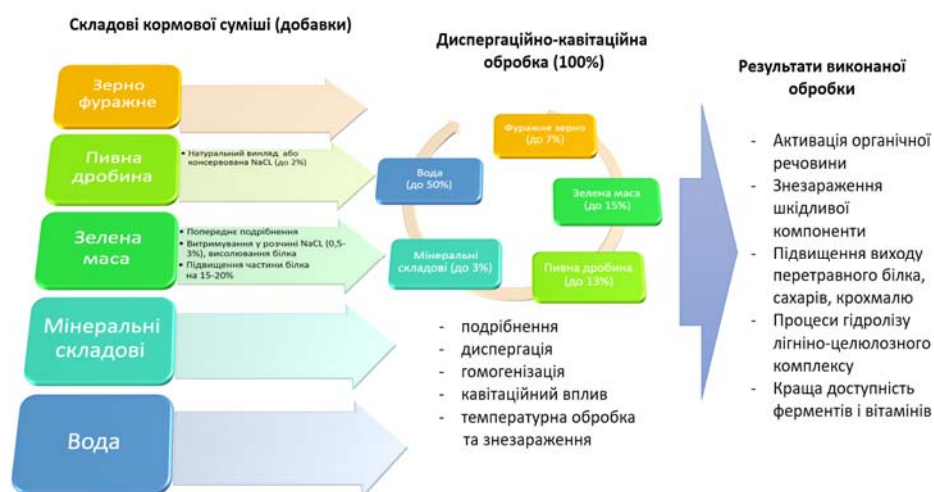 Складові кормової суміші (добавки)
Зерно
фуражне
Пивна
дробина
• Натуральний вигляд або
консервована NaCL (до 2%)
Зелена
маса
• Попереднє подрібнення
• Витримування у розчині NaCL (0,5-
3%), висолювання білка
• Підвищення частини білка
на 15-20%
Мінеральні
складові
Вода
Диспергаційно-кавітаційна
обробка (100%)
Фуражне зерно
(до 7%)
Зелена маса
(до 15%)
Пивна дробина
(до 13%)
Мінеральні
складові (до 3%)
Вода
(до 50%)
- подрібнення
- диспергація
- гомогенізація
- кавітаційний вплив
- температурна обробка
та знезараження
Результати виконаної
обробки
- Активація органічної
речовини
- Знезараження
шкідливої
компоненти
- Підвищення виходу
перетравного білка,
сахарів, крохмалю
- Процеси гідролізу
лігніно-целюлозного
комплексу
- Краща доступність
ферментів і вітамінів